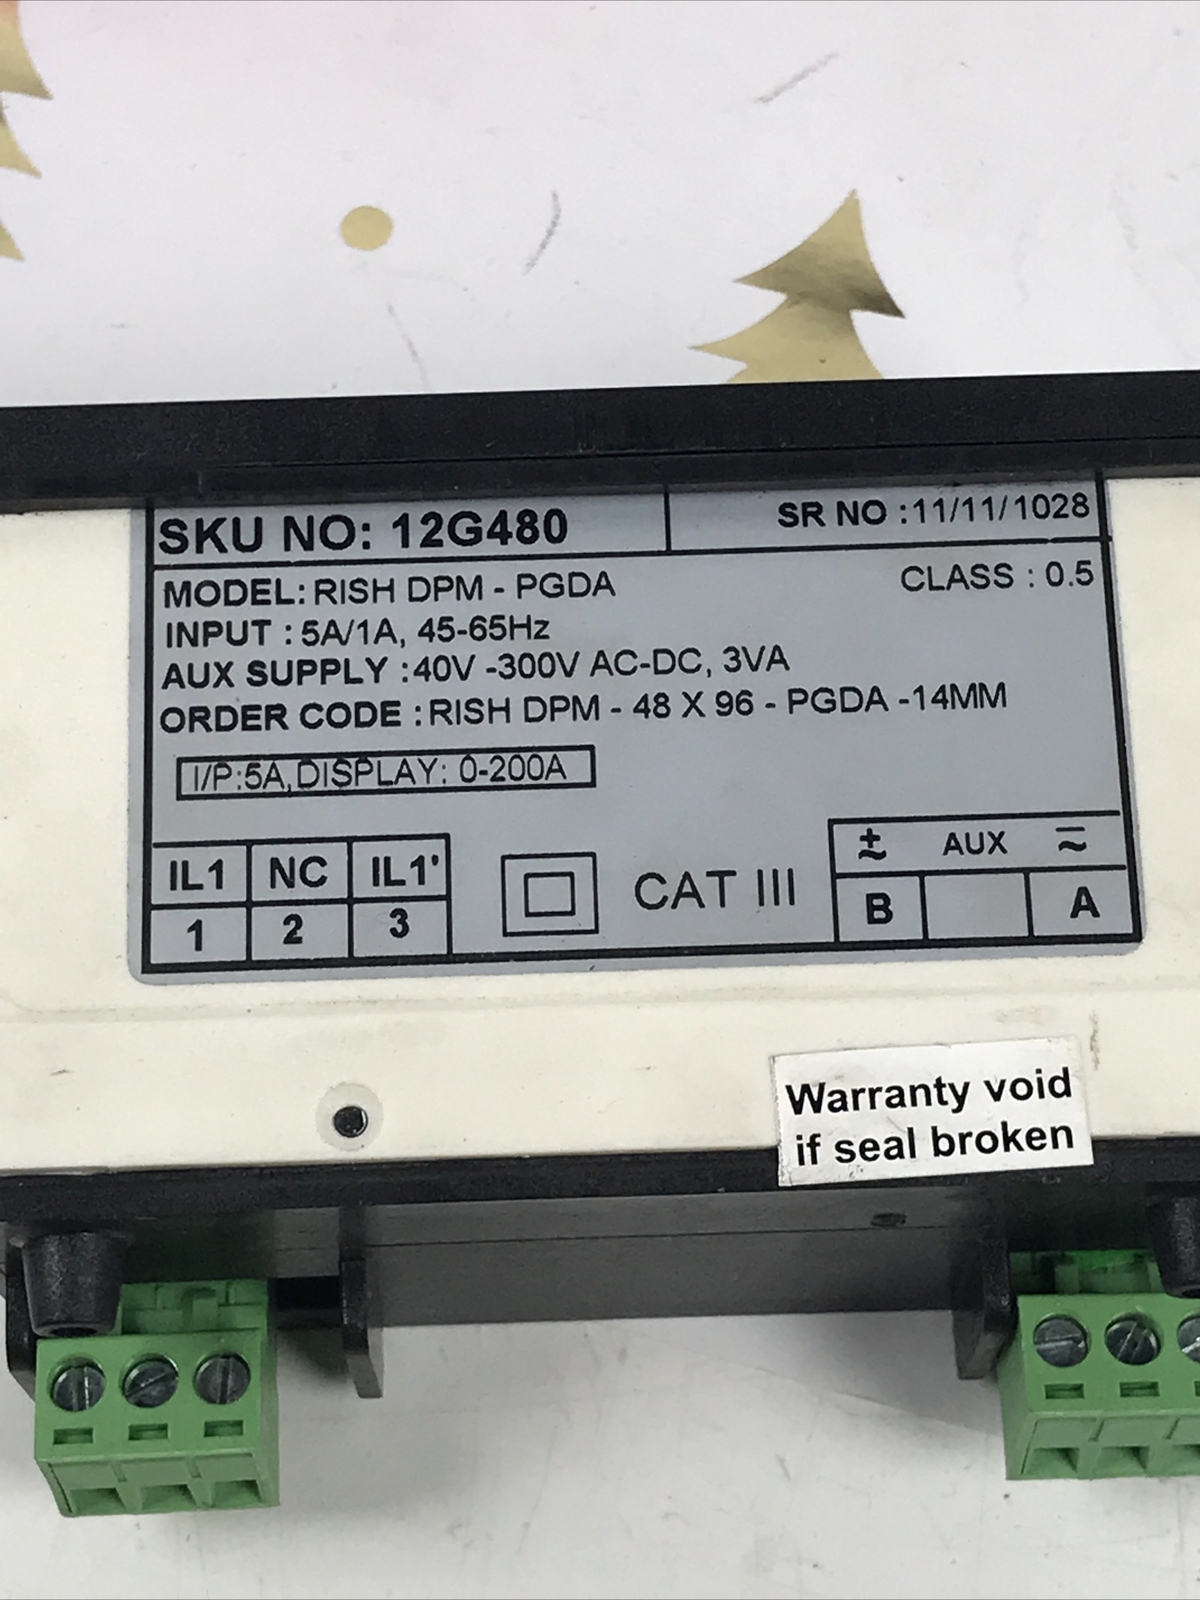 SKU NO: 12G480
SR NO :11/11/1028
MODEL: RISH DPM - PGDA
CLASS : 0.5
INPUT : 5A/1A, 45-65Hz
AUX SUPPLY :40V -300V AC-DC, 3VA
ORDER CODE :RISH DPM - 48 X 96 - PGDA -14MM
I/P:5A,DISPLAY: 0-200A
IL1 NC IL1'
1 2 3
CAT III
AUX
B A
Warranty void
if seal broken